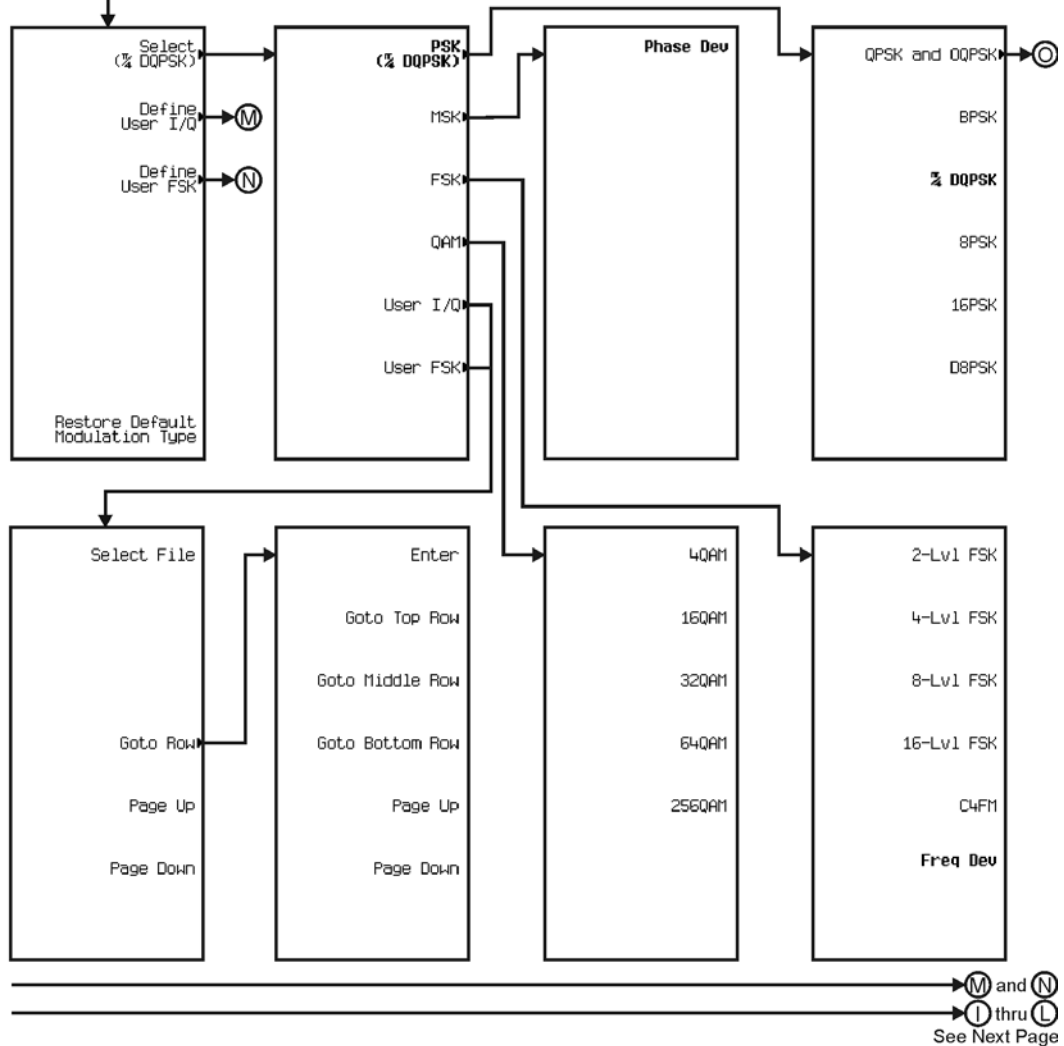 Select
(π/4 DQPSK)
Define
User I/Q
M
Define
User FSK
N
Restore Default
Modulation Type
PSK
(π/4 DQPSK)
MSK
FSK
QAM
User I/Q
User FSK
Phase Dev
QPSK and OQPSK
O
BPSK
π/4 DQPSK
8PSK
16PSK
D8PSK
Select File
Goto Row
Page Up
Page Down
Enter
Goto Top Row
Goto Middle Row
Goto Bottom Row
Page Up
Page Down
4QAM
16QAM
32QAM
64QAM
256QAM
2-Lvl FSK
4-Lvl FSK
8-Lvl FSK
16-Lvl FSK
C4FM
Freq Dev
M and N
I thru L
See Next Page